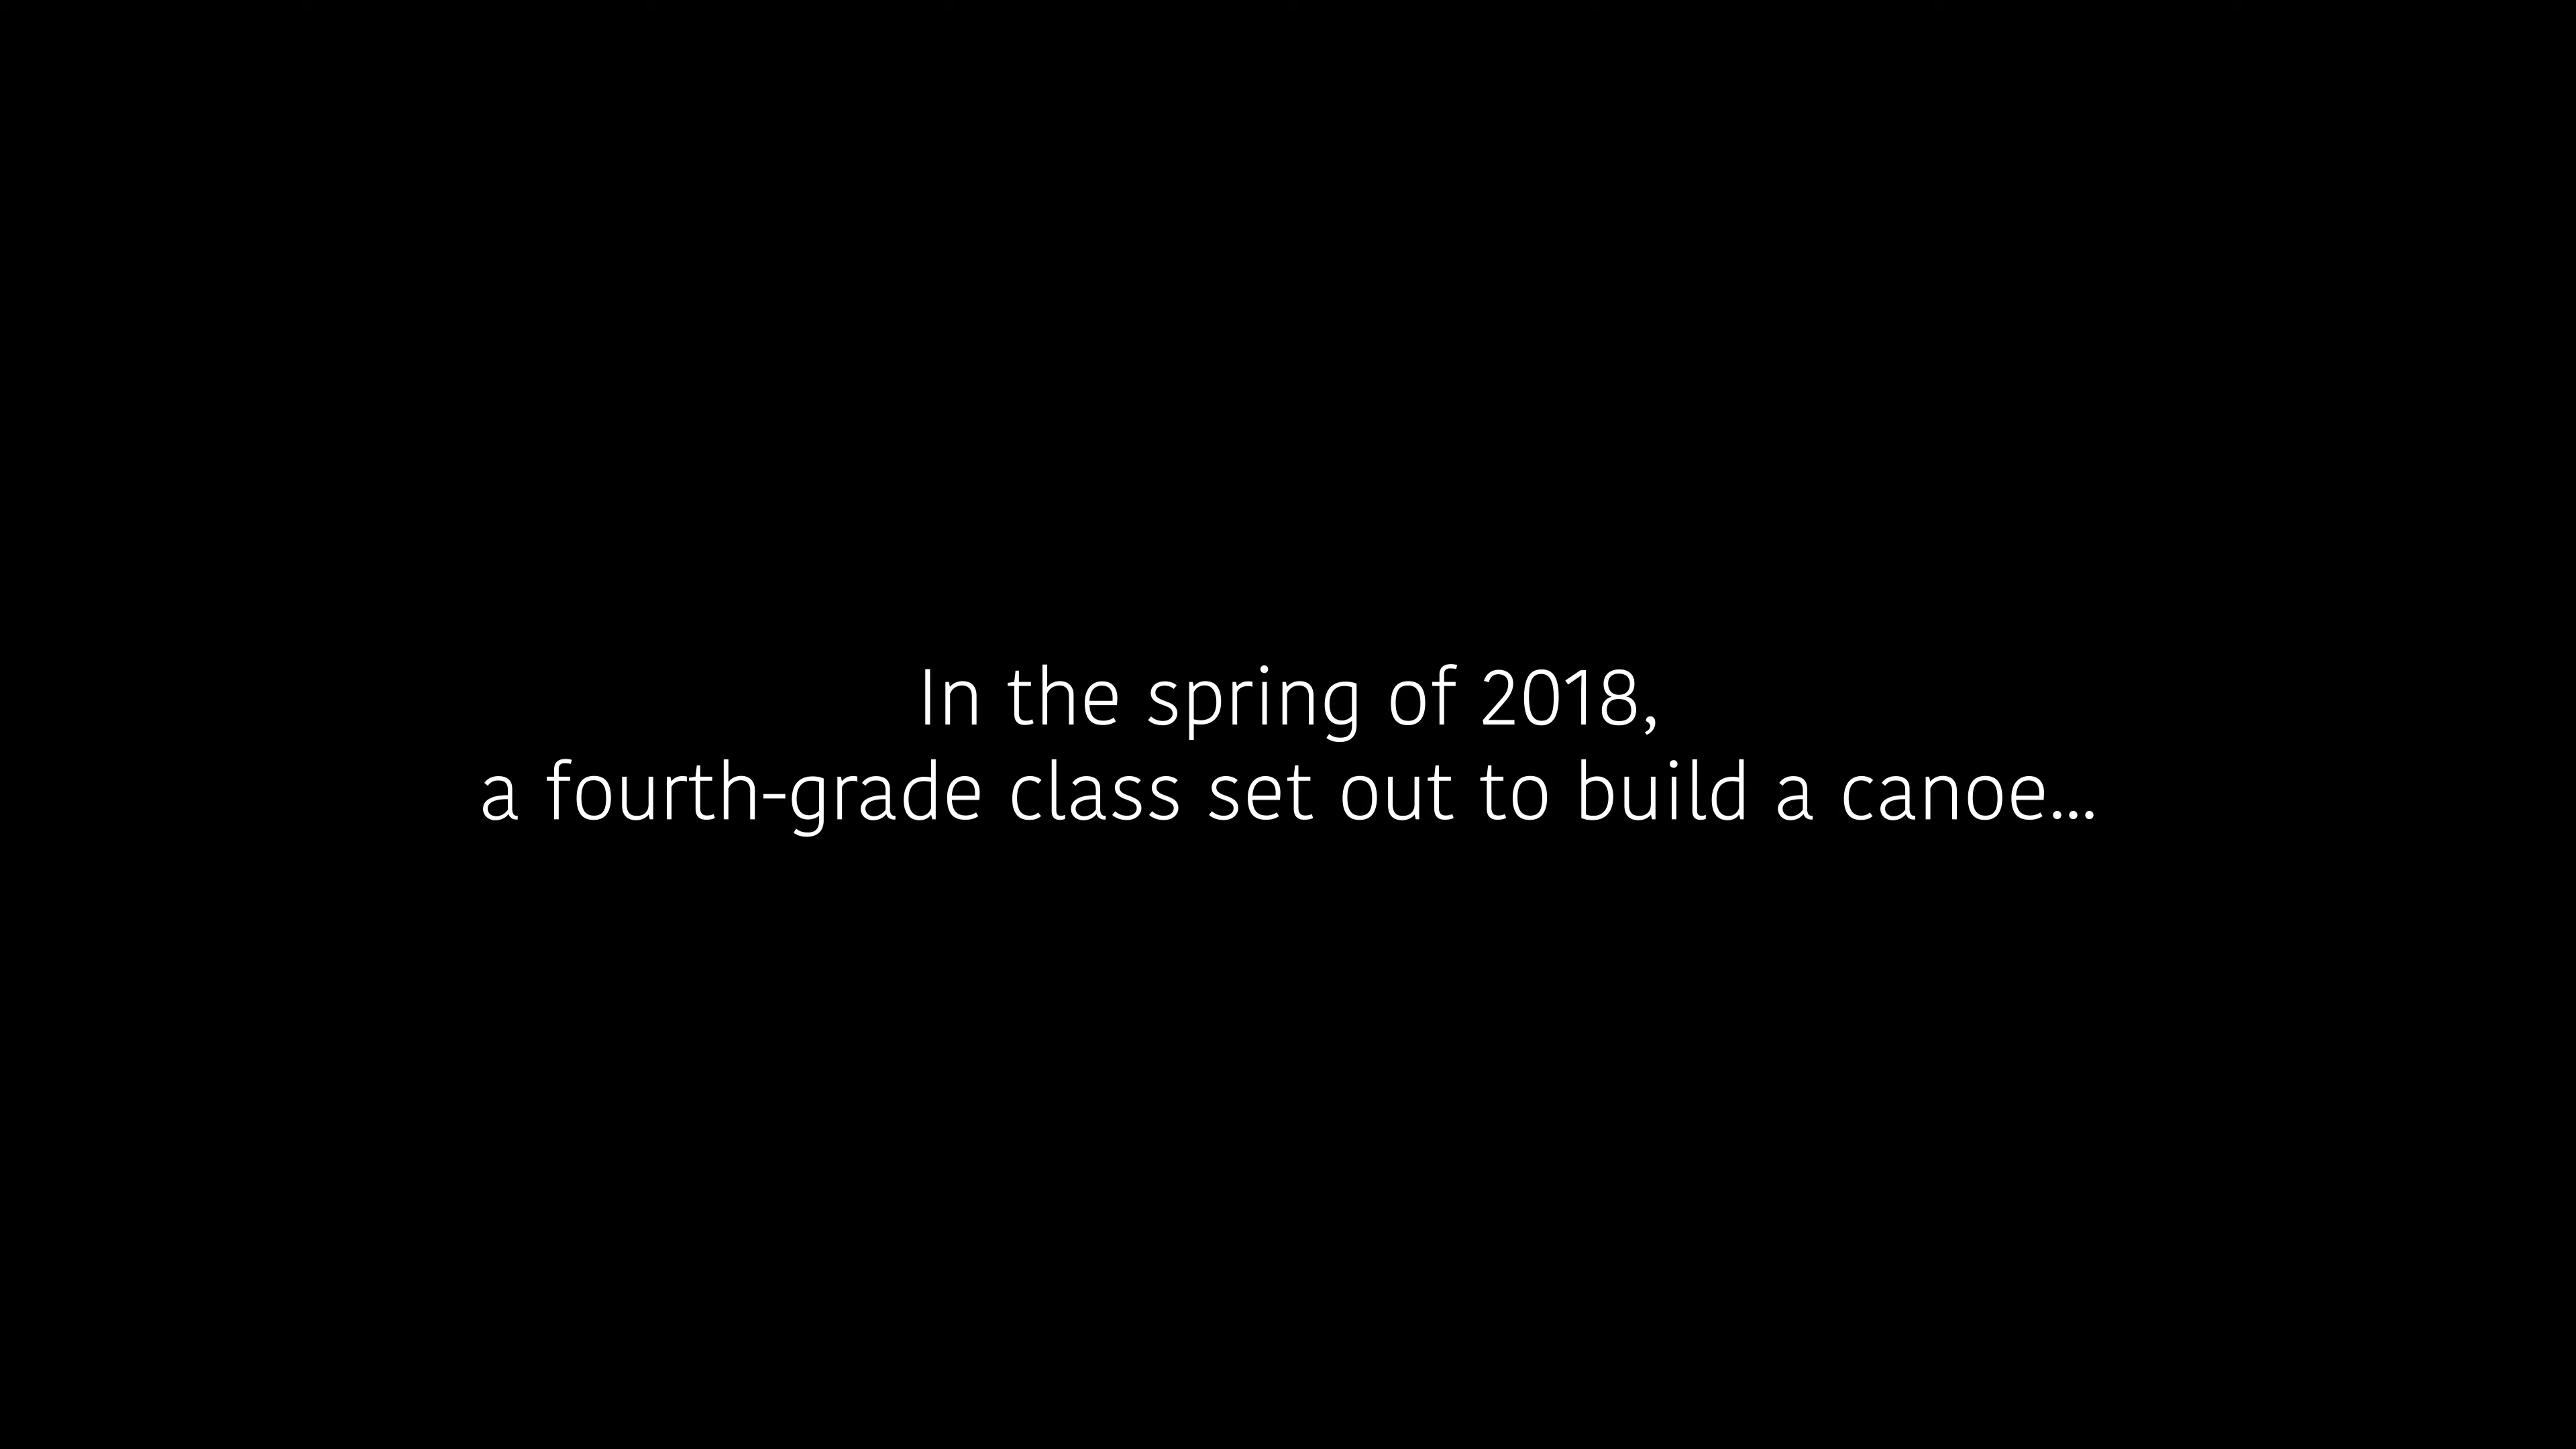 In the spring of 2018,
a fourth-grade class set out to build a canoe...